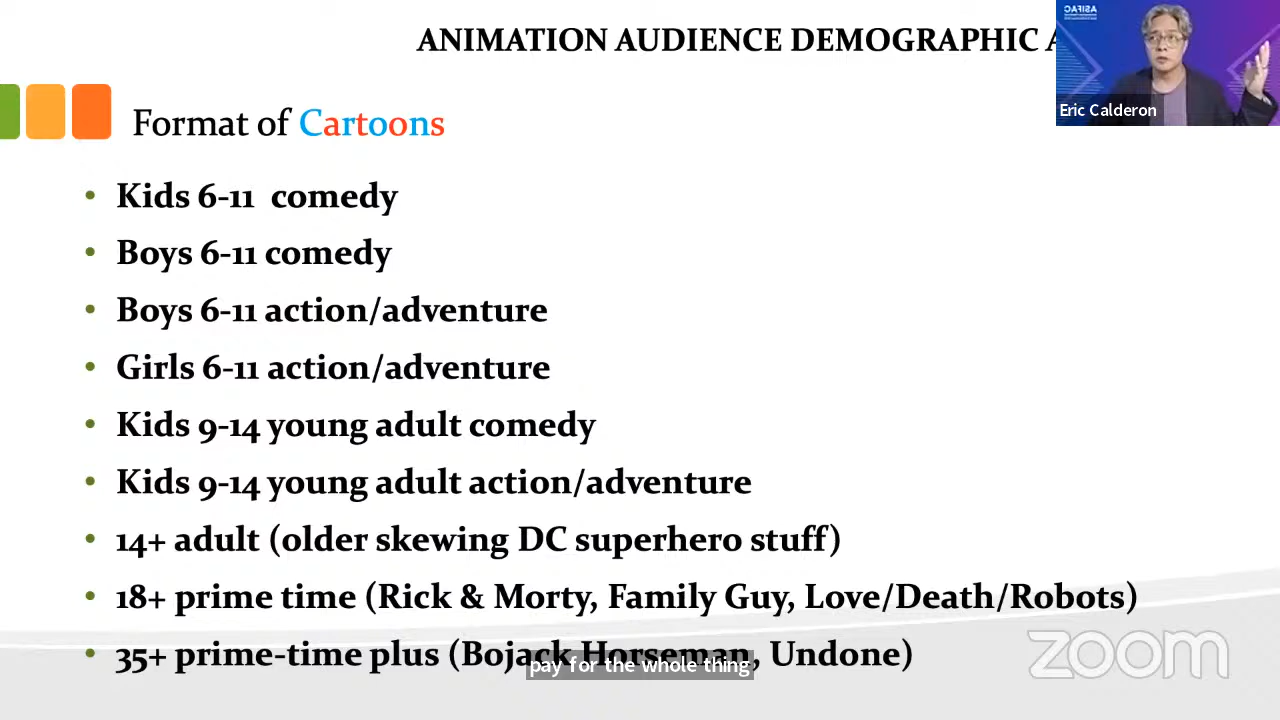 ANIMATION AUDIENCE DEMOGRAPHIC A
ASIFAC
Eric Calderon
Format of Cartoons
• Kids 6-11 comedy
• Boys 6-11 comedy
• Boys 6-11 action/adventure
• Girls 6-11 action/adventure
• Kids 9-14 young adult comedy
• Kids 9-14 young adult action/adventure
• 14+ adult (older skewing DC superhero stuff)
• 18+ prime time (Rick & Morty, Family Guy, Love/Death/Robots)
• 35+ prime-time plus (Bojack Horseman, Undone)
pay for the whole thing
zoom